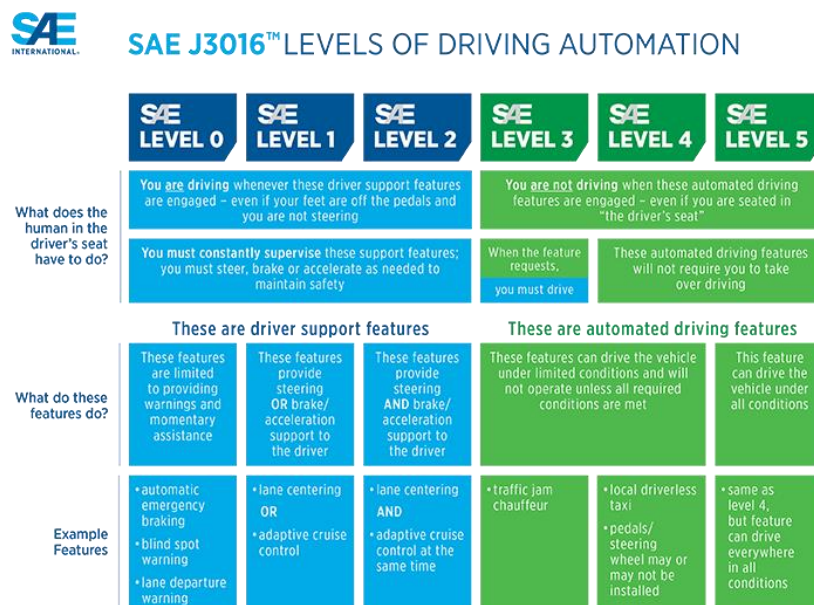 SAE
INTERNATIONAL®
SAE J3016™ LEVELS OF DRIVING AUTOMATION
SAE
LEVEL 0
SAE
LEVEL 1
SAE
LEVEL 2
SAE
LEVEL 3
SAE
LEVEL 4
SAE
LEVEL 5
What does the
human in the
driver's seat
have to do?
You are driving whenever these driver support features
are engaged – even if your feet are off the pedals and
you are not steering
You are not driving when these automated driving
features are engaged – even if you are seated in
"the driver's seat"
You must constantly supervise these support features;
you must steer, brake or accelerate as needed to
maintain safety
When the feature
requests,
you must drive
These automated driving features
will not require you to take
over driving
These are driver support features
These are automated driving features
What do these
features do?
These features
are limited
to providing
warnings and
momentary
assistance
These features
provide
steering
OR brake/
acceleration
support to
the driver
These features
provide
steering
AND brake/
acceleration
support to
the driver
These features can drive the vehicle
under limited conditions and will
not operate unless all required
conditions are met
This feature
can drive the
vehicle under
all conditions
Example
Features
• automatic
emergency
braking
• blind spot
warning
• lane departure
warning
• lane centering
OR
• adaptive cruise
control
• lane centering
AND
• adaptive cruise
control at the
same time
• traffic jam
chauffeur
• local driverless
taxi
• pedals/
steering
wheel may or
may not be
installed
• same as
level 4,
but feature
can drive
everywhere
in all
conditions